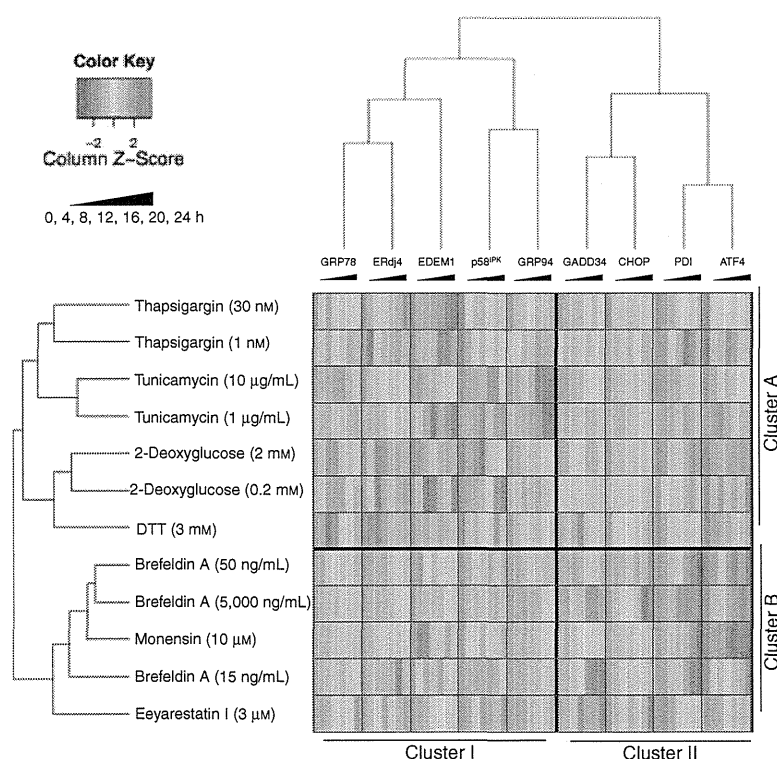 Color Key
-2 2
Column Z-Score
0, 4, 8, 12, 16, 20, 24 h
GRP78 ERdj4 EDEM1 p58IPK GRP94 GADD34 CHOP PDI ATF4
Thapsigargin (30 nM)
Thapsigargin (1 nM)
Tunicamycin (10 µg/mL)
Tunicamycin (1 µg/mL)
2-Deoxyglucose (2 mM)
2-Deoxyglucose (0.2 mM)
DTT (3 mM)
Brefeldin A (50 ng/mL)
Brefeldin A (5,000 ng/mL)
Monensin (10 µM)
Brefeldin A (15 ng/mL)
Eeyarestatin I (3 µM)
Cluster A
Cluster B
Cluster I Cluster II